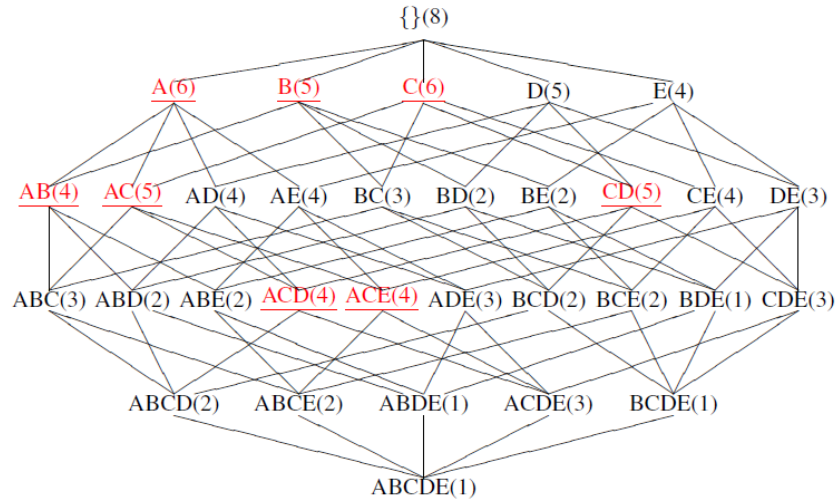 {}(8)
A(6) B(5) C(6) D(5) E(4)
AB(4) AC(5) AD(4) AE(4) BC(3) BD(2) BE(2) CD(5) CE(4) DE(3)
ABC(3) ABD(2) ABE(2) ACD(4) ACE(4) ADE(3) BCD(2) BCE(2) BDE(1) CDE(3)
ABCD(2) ABCE(2) ABDE(1) ACDE(3) BCDE(1)
ABCDE(1)